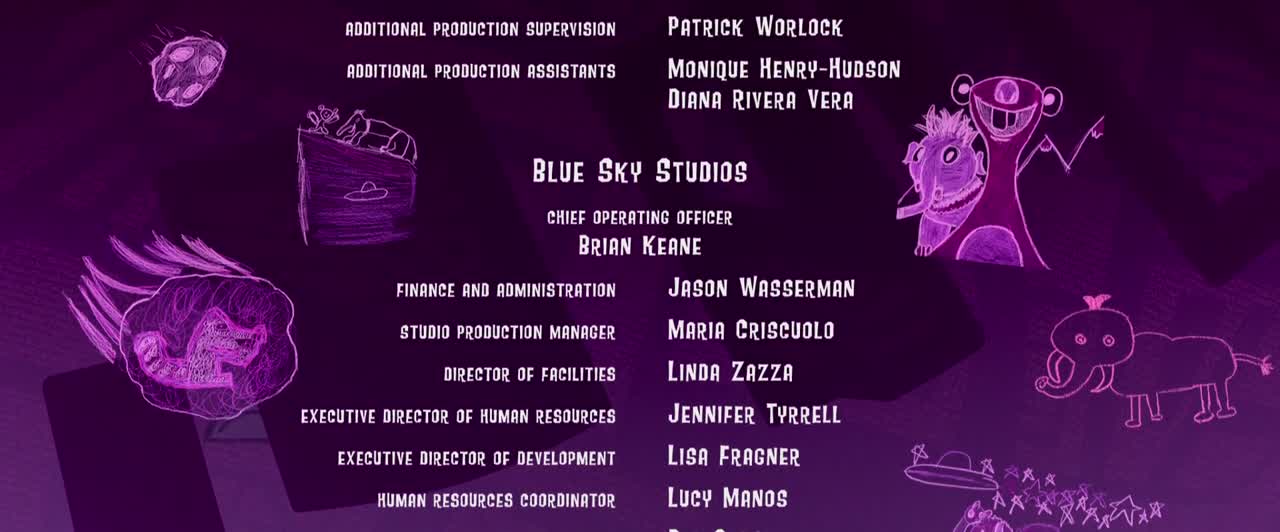 ADDITIONAL PRODUCTION SUPERVISION PATRICK WORLOCK
ADDITIONAL PRODUCTION ASSISTANTS MONIQUE HENRY-HUDSON
DIANA RIVERA VERA
BLUE SKY STUDIOS
CHIEF OPERATING OFFICER
BRIAN KEANE
FINANCE AND ADMINISTRATION JASON WASSERMAN
STUDIO PRODUCTION MANAGER MARIA CRISCUOLO
DIRECTOR OF FACILITIES LINDA ZAZZA
EXECUTIVE DIRECTOR OF HUMAN RESOURCES JENNIFER TYRRELL
EXECUTIVE DIRECTOR OF DEVELOPMENT LISA FRAGNER
HUMAN RESOURCES COORDINATOR LUCY MANOS